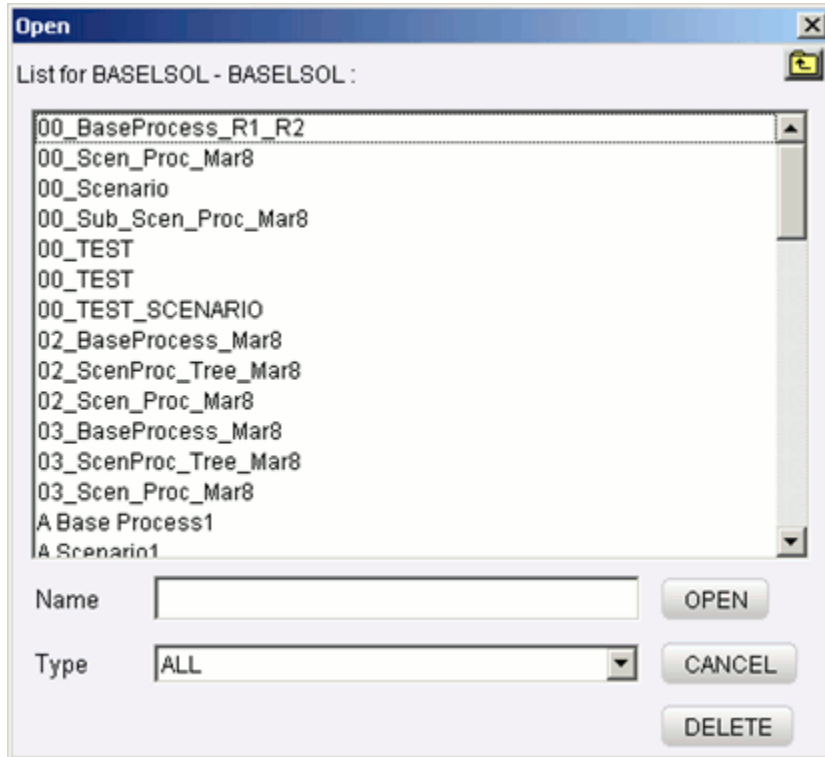 Open
List for BASELSOL - BASELSOL :
00_BaseProcess_R1_R2
00_Scen_Proc_Mar8
00_Scenario
00_Sub_Scen_Proc_Mar8
00_TEST
00_TEST
00_TEST_SCENARIO
02_BaseProcess_Mar8
02_ScenProc_Tree_Mar8
02_Scen_Proc_Mar8
03_BaseProcess_Mar8
03_ScenProc_Tree_Mar8
03_Scen_Proc_Mar8
A Base Process1
A Scenario1
Name OPEN
Type ALL CANCEL
DELETE